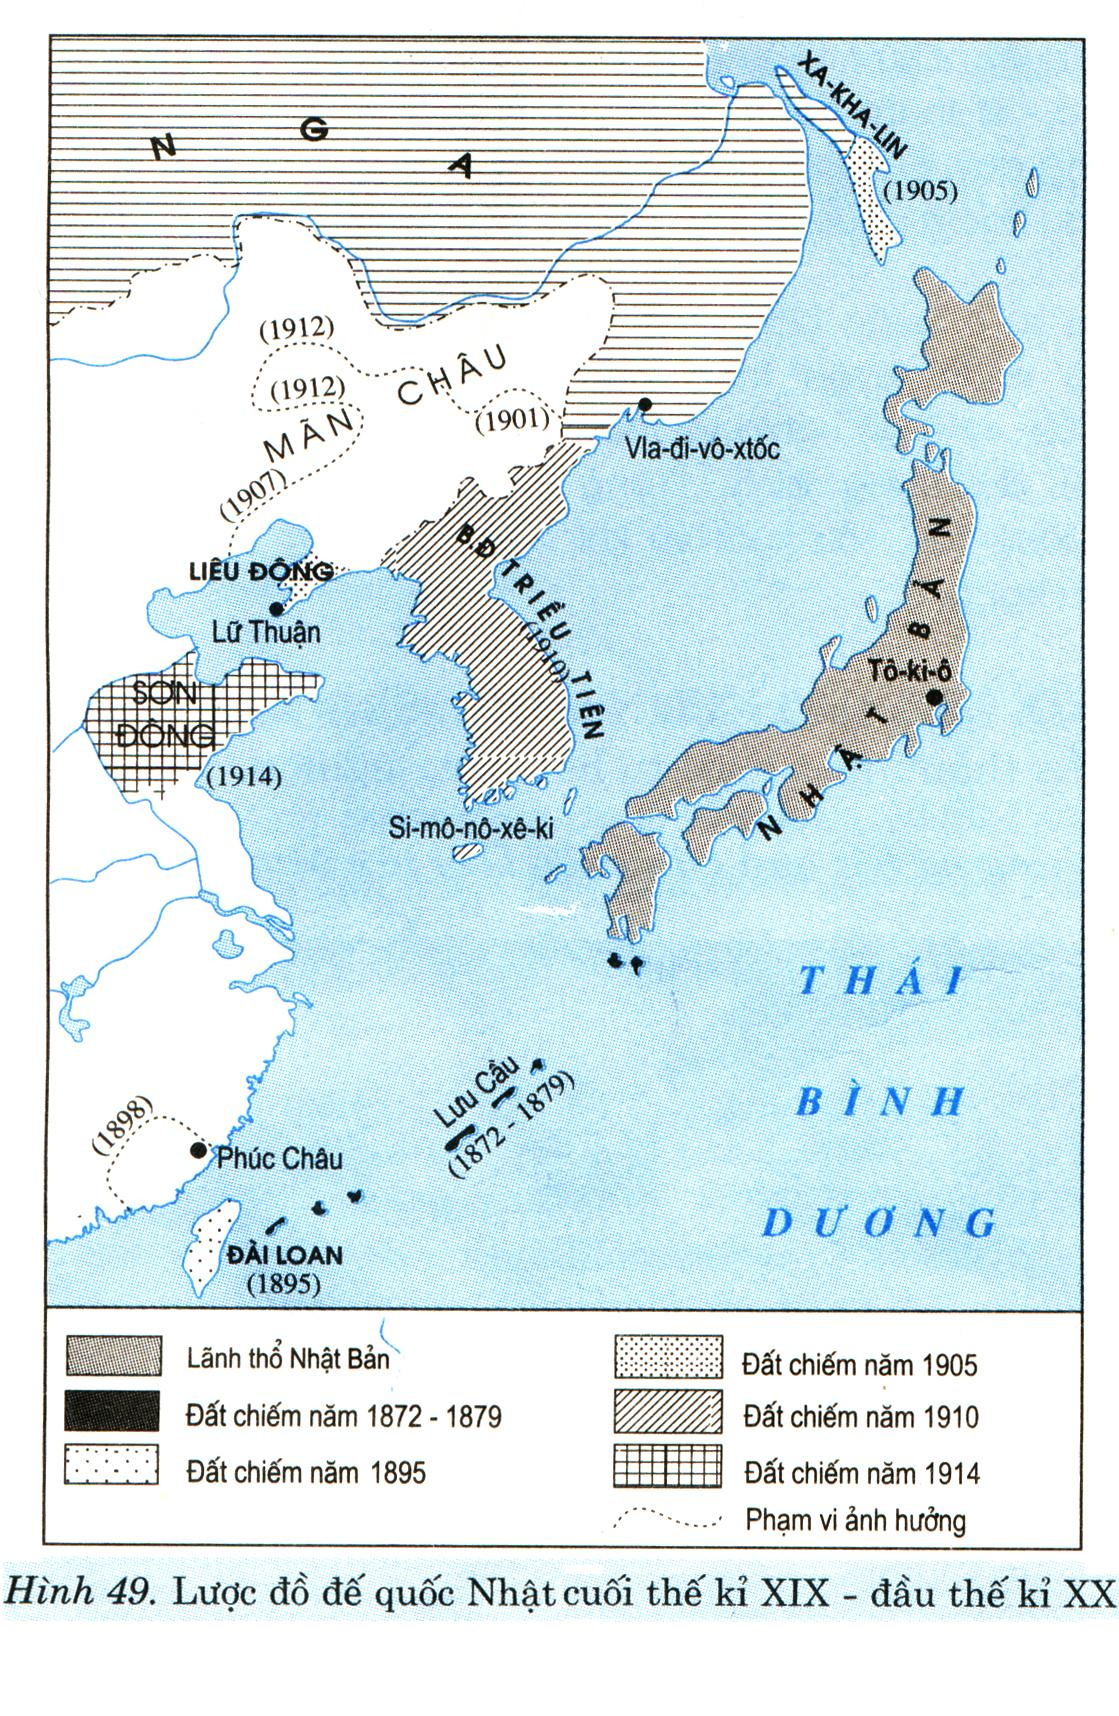 NGA
XA-KHA-LIN
(1905)
(1912)
(1912)
MÃN CHÂU
(1901)
(1907)
Vla-đi-vô-xtốc
LIÊU ĐÔNG
Lữ Thuận
B.Đ TRIỀU TIÊN
(1910)
SƠN
ĐÔNG
(1914)
Si-mô-nô-xê-ki
NHẬT BẢN
Tô-ki-ô
THÁI
BÌNH
DƯƠNG
Lưu Cầu
(1872 - 1879)
(1898)
Phúc Châu
ĐÀI LOAN
(1895)
Lãnh thổ Nhật Bản
Đất chiếm năm 1872 - 1879
Đất chiếm năm 1895
Đất chiếm năm 1905
Đất chiếm năm 1910
Đất chiếm năm 1914
Phạm vi ảnh hưởng
Hình 49. Lược đồ đế quốc Nhật cuối thế kỉ XIX - đầu thế kỉ XX